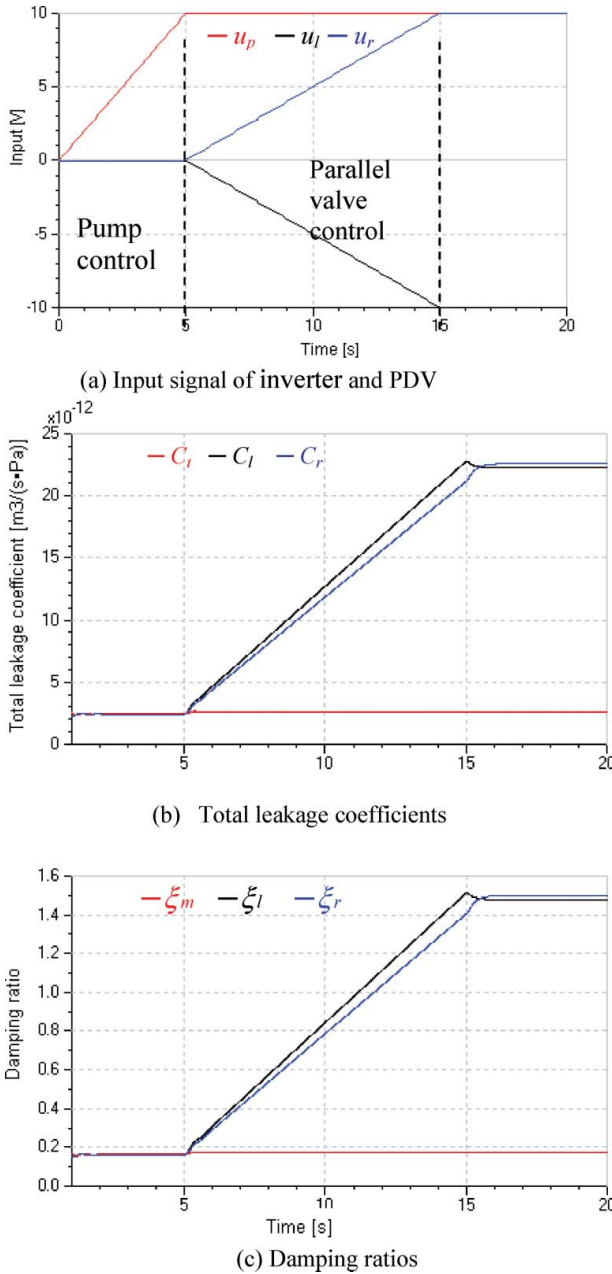 10
5
0
-5
-10
Input [V]
u_p u_l u_r
Pump
control
Parallel
valve
control
0 5 10 15 20
Time [s]
(a) Input signal of inverter and PDV
x10^-12
25
20
15
10
5
0
Total leakage coefficient [m3/(s•Pa)]
C_t C_l C_r
5 10 15 20
(b) Total leakage coefficients
1.6
1.4
1.2
1.0
0.8
0.6
0.4
0.2
0.0
Damping ratio
ξ_m ξ_l ξ_r
5 10 15 20
Time [s]
(c) Damping ratios